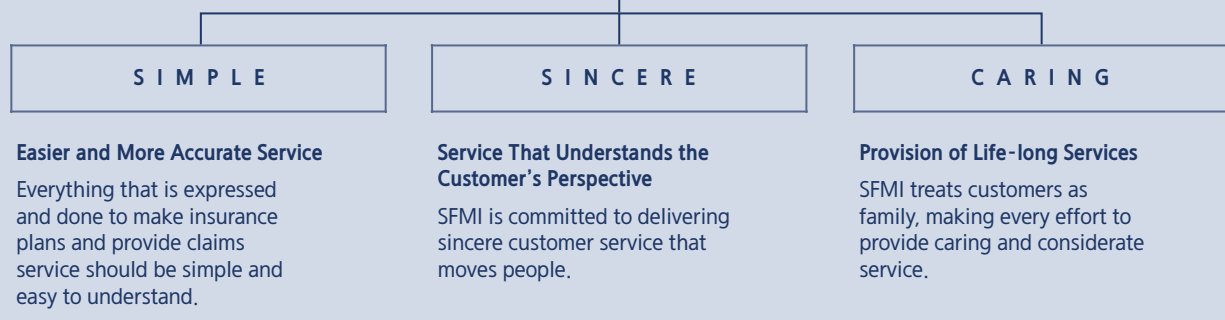 SIMPLE
Easier and More Accurate Service
Everything that is expressed
and done to make insurance
plans and provide claims
service should be simple and
easy to understand.
SINCERE
Service That Understands the
Customer's Perspective
SFMI is committed to delivering
sincere customer service that
moves people.
CARING
Provision of Life-long Services
SFMI treats customers as
family, making every effort to
provide caring and considerate
service.